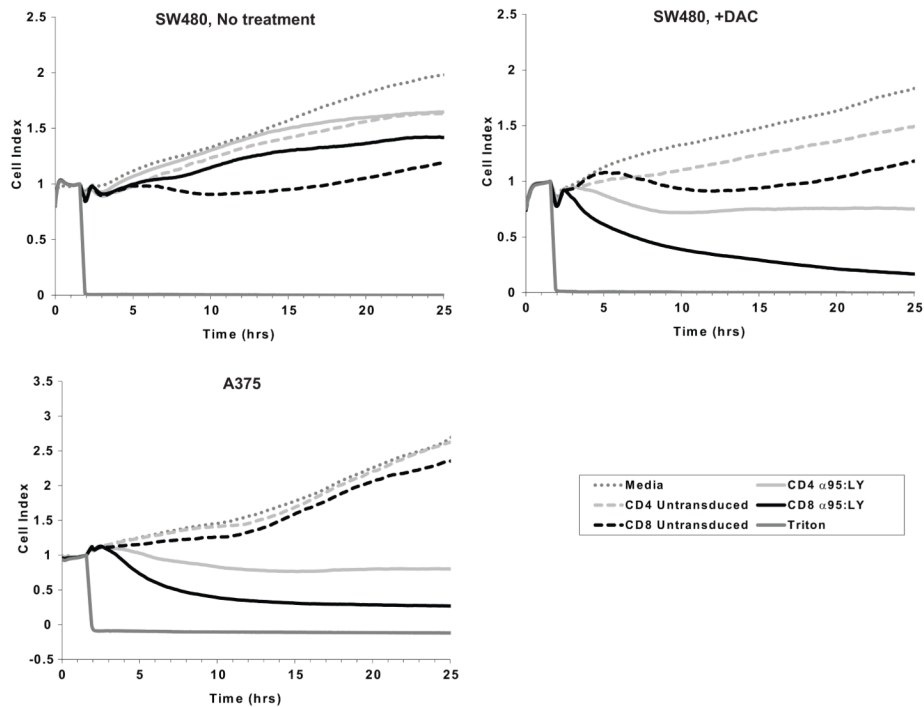 SW480, No treatment
2.5
2
1.5
1
0.5
0
Cell Index
0 5 10 15 20 25
Time (hrs)
SW480, +DAC
2.5
2
1.5
1
0.5
0
Cell Index
0 5 10 15 20 25
Time (hrs)
A375
3.5
3
2.5
2
1.5
1
0.5
0
-0.5
Cell Index
0 5 10 15 20 25
Time (hrs)
Media CD4 α95:LY
CD4 Untransduced CD8 α95:LY
CD8 Untransduced Triton